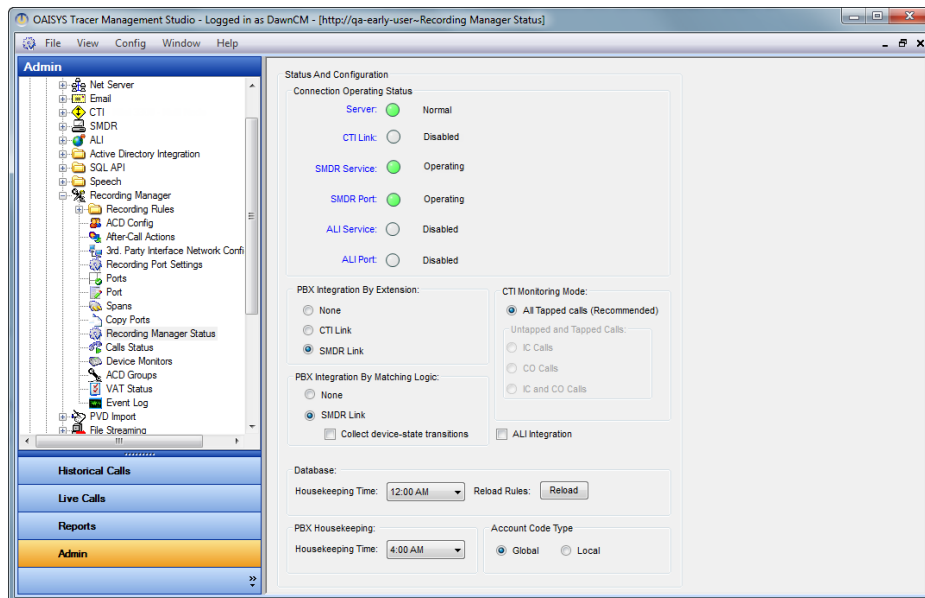 OAISYS Tracer Management Studio - Logged in as DawnCM - [http://qa-early-user~Recording Manager Status]
File View Config Window Help
Admin
Net Server
Email
CTI
SMDR
ALI
Active Directory Integration
SQL API
Speech
Recording Manager
Recording Rules
ACD Config
After-Call Actions
3rd. Party Interface Network Confi
Recording Port Settings
Ports
Port
Spans
Copy Ports
Recording Manager Status
Calls Status
Device Monitors
ACD Groups
VAT Status
Event Log
PVD Import
File Streaming
Historical Calls
Live Calls
Reports
Admin
Status And Configuration
Connection Operating Status
Server: Normal
CTI Link: Disabled
SMDR Service: Operating
SMDR Port: Operating
ALI Service: Disabled
ALI Port: Disabled
PBX Integration By Extension:
None
CTI Link
SMDR Link
CTI Monitoring Mode:
All Tapped calls (Recommended)
Untapped and Tapped Calls:
IC Calls
CO Calls
IC and CO Calls
PBX Integration By Matching Logic:
None
SMDR Link
Collect device-state transitions
ALI Integration
Database:
Housekeeping Time: 12:00 AM Reload Rules: Reload
PBX Housekeeping:
Housekeeping Time: 4:00 AM
Account Code Type
Global Local